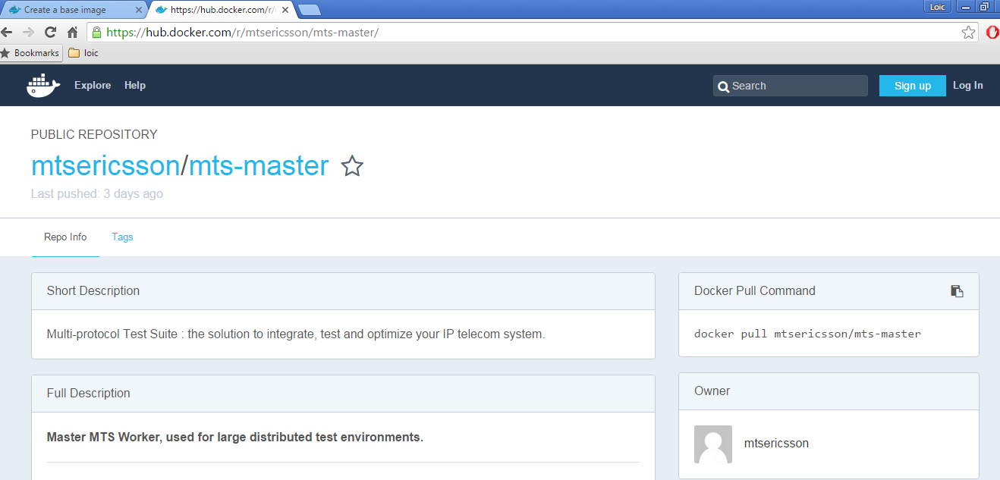 Create a base image
https://hub.docker.com/r/
Loic
https://hub.docker.com/r/mtsericsson/mts-master/
Bookmarks
loic
Explore Help
Search
Sign up
Log In
PUBLIC REPOSITORY
mtsericsson/mts-master
Last pushed: 3 days ago
Repo Info
Tags
Short Description
Multi-protocol Test Suite : the solution to integrate, test and optimize your IP telecom system.
Full Description
Master MTS Worker, used for large distributed test environments.
Docker Pull Command
docker pull mtsericsson/mts-master
Owner
mtsericsson